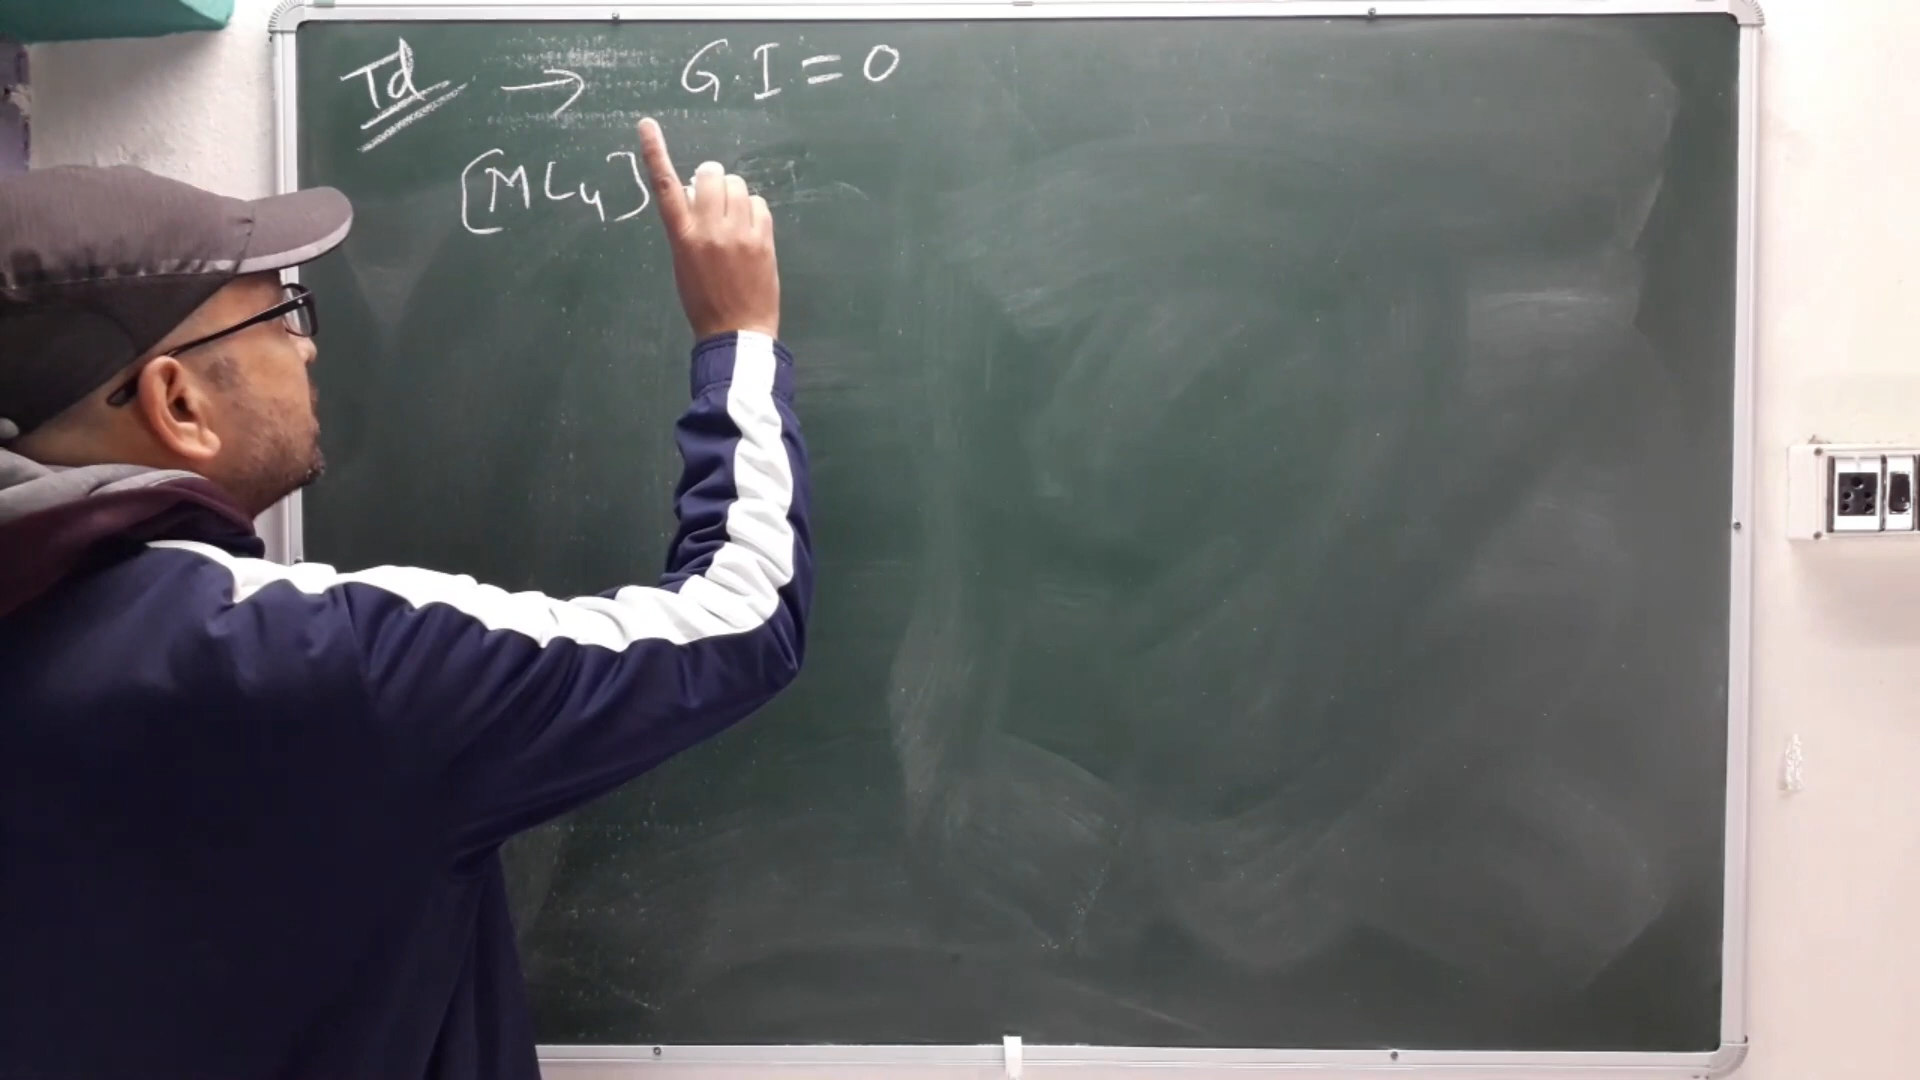 Td → G.I = 0
[ML4]